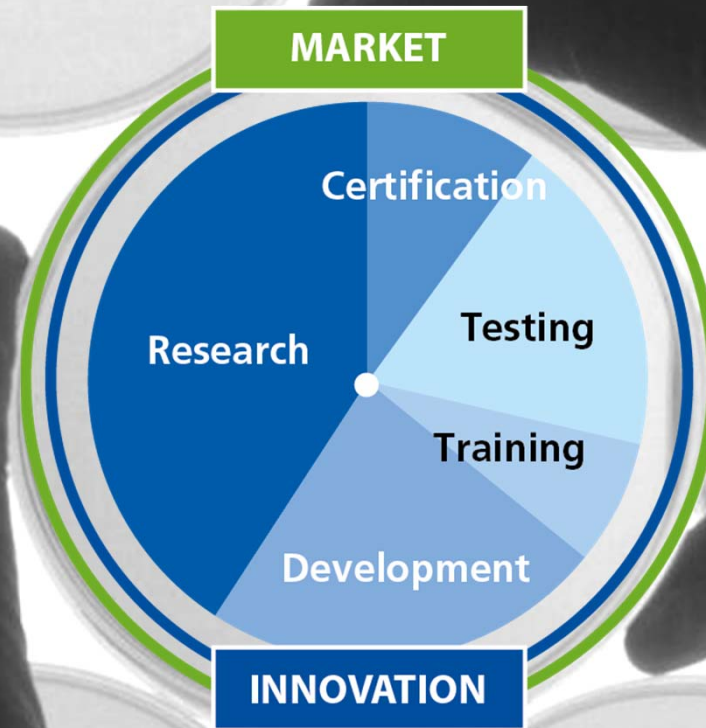 MARKET
Certification
Testing
Research
Training
Development
INNOVATION